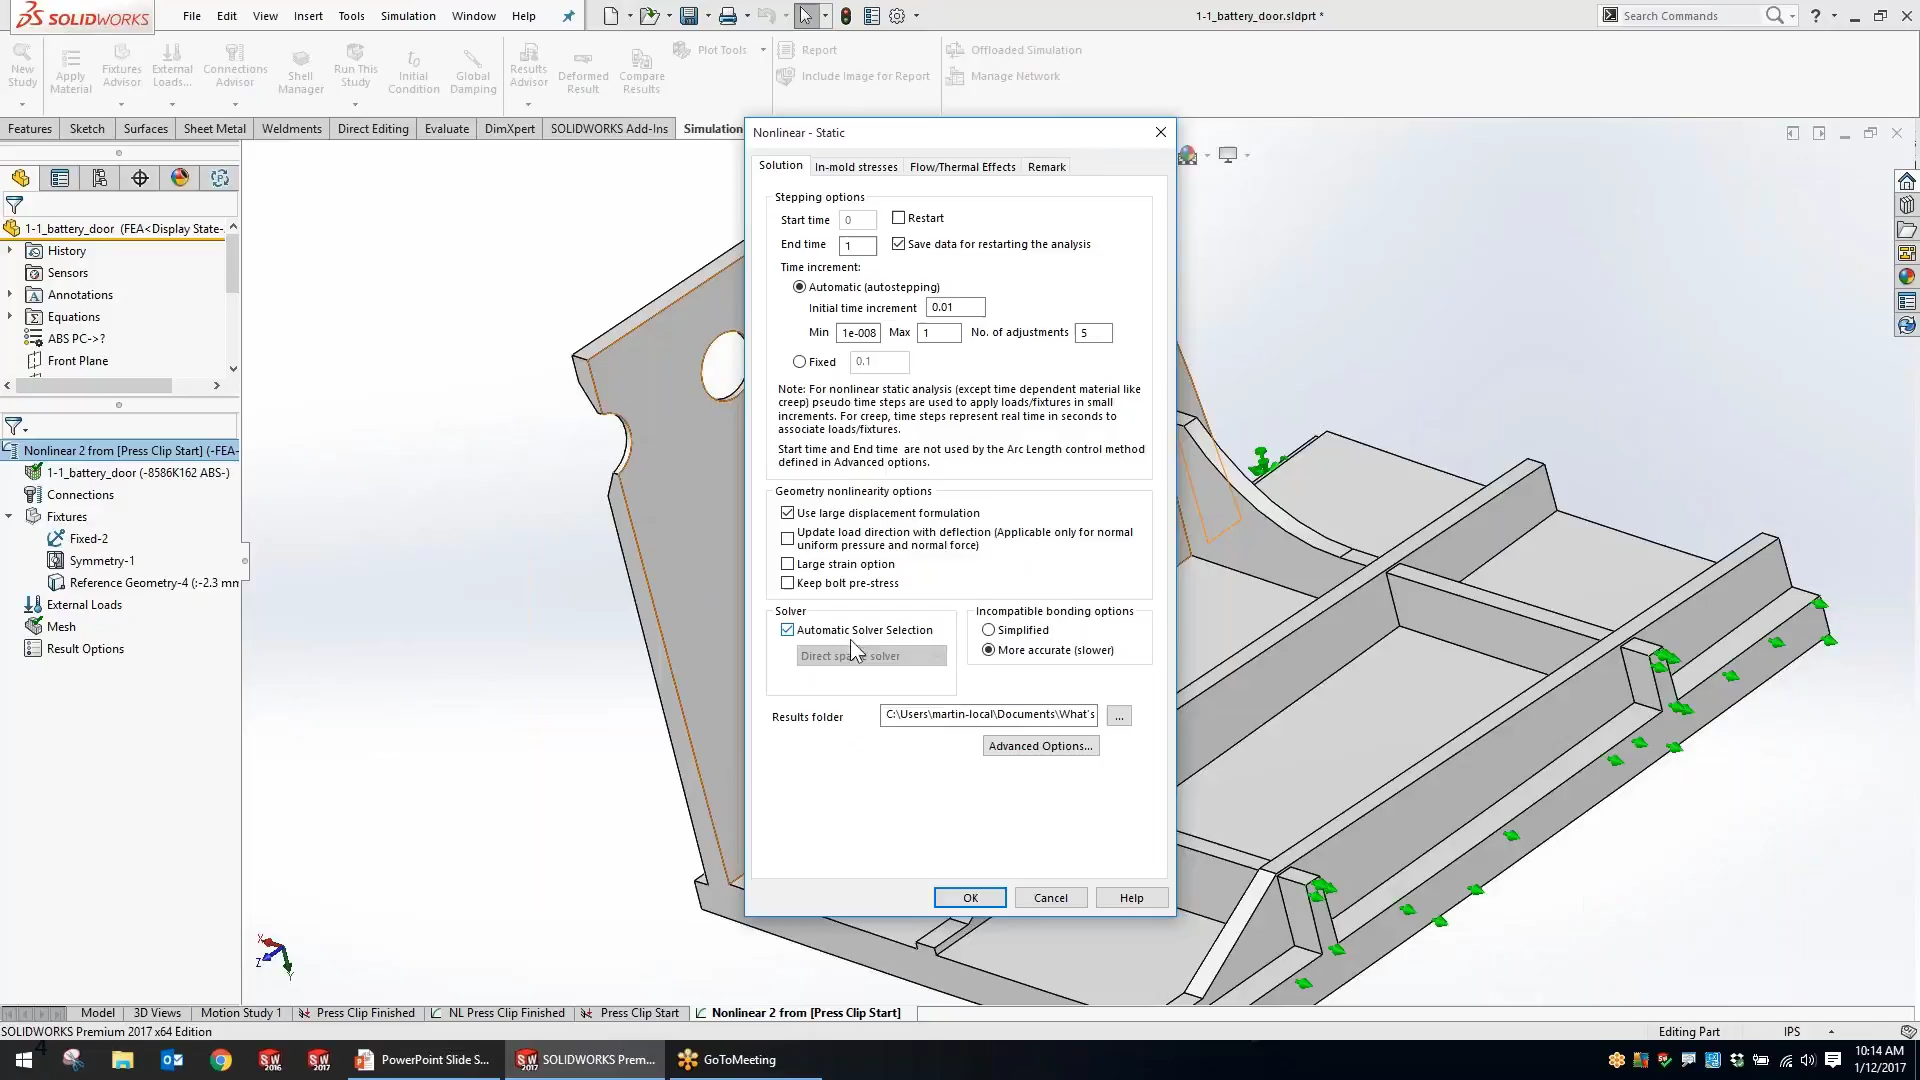 SOLIDWORKS File Edit View Insert Tools Simulation Window Help 1-1_battery_door.sldprt * Search Commands
New Study
Apply Material
Fixtures Advisor
External Loads...
Connections Advisor
Shell Manager
Run This Study
Initial Condition
Global Damping
Results Advisor
Deformed Result
Compare Results
Plot Tools
Report
Include Image for Report
Offloaded Simulation
Manage Network
Features Sketch Surfaces Sheet Metal Weldments Direct Editing Evaluate DimXpert SOLIDWORKS Add-Ins Simulation
1-1_battery_door (FEA<Display State-
History
Sensors
Annotations
Equations
ABS PC->?
Front Plane
Nonlinear 2 from [Press Clip Start] (-FEA-
1-1_battery_door (-8586K162 ABS-)
Connections
Fixtures
Fixed-2
Symmetry-1
Reference Geometry-4 (:-2.3 mm
External Loads
Mesh
Result Options
Nonlinear - Static
Solution In-mold stresses Flow/Thermal Effects Remark
Stepping options
Start time 0 Restart
End time 1 Save data for restarting the analysis
Time increment:
Automatic (autostepping)
Initial time increment 0.01
Min 1e-008 Max 1 No. of adjustments 5
Fixed 0.1
Note: For nonlinear static analysis (except time dependent material like
creep) pseudo time steps are used to apply loads/fixtures in small
increments. For creep, time steps represent real time in seconds to
associate loads/fixtures.
Start time and End time are not used by the Arc Length control method
defined in Advanced options.
Geometry nonlinearity options
Use large displacement formulation
Update load direction with deflection (Applicable only for normal
uniform pressure and normal force)
Large strain option
Keep bolt pre-stress
Solver
Automatic Solver Selection
solver
Incompatible bonding options
Simplified
More accurate (slower)
Results folder C:\Users\martin-local\Documents\What's ...
Advanced Options...
OK Cancel Help
X
Z
Y
Model 3D Views Motion Study 1 Press Clip Finished NL Press Clip Finished Press Clip Start Nonlinear 2 from [Press Clip Start]
SOLIDWORKS Premium 2017 x64 Edition Editing Part IPS
4
SW 2016
SW 2017
PowerPoint Slide S...
SOLIDWORKS Prem...
GoToMeeting
10:14 AM
1/12/2017